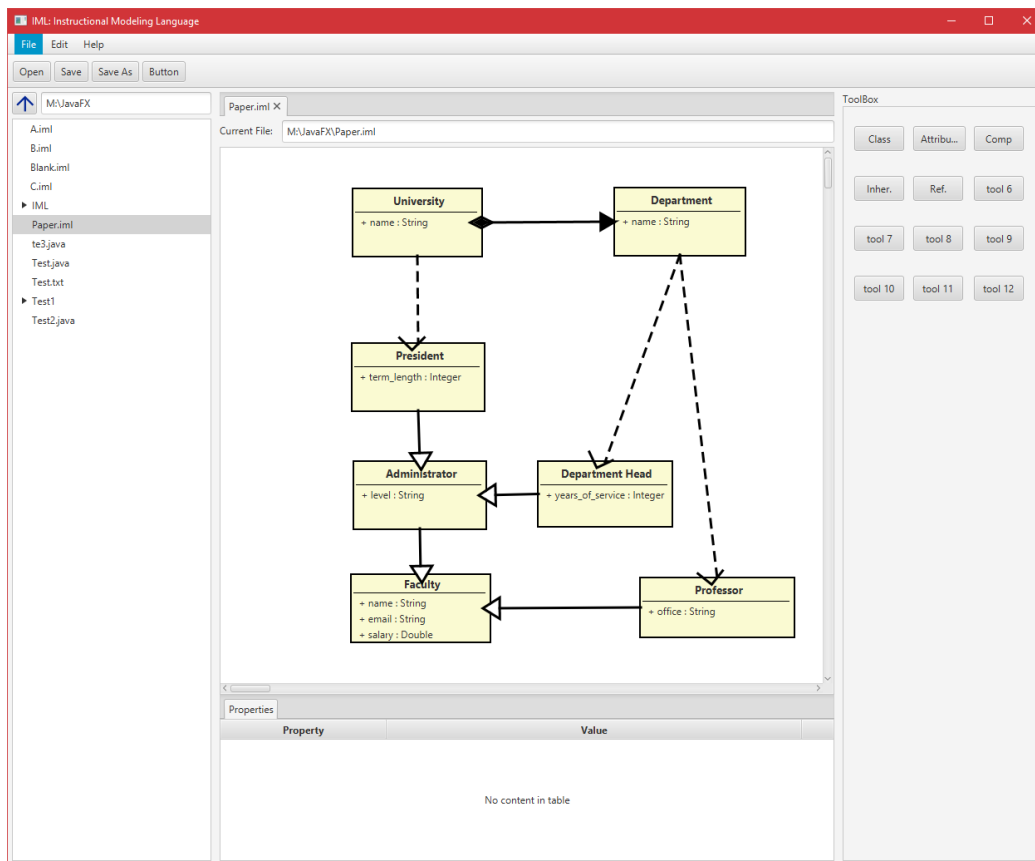 IML: Instructional Modeling Language
File Edit Help
Open Save Save As Button
M:\JavaFX
A.iml
B.iml
Blank.iml
C.iml
IML
Paper.iml
te3.java
Test.java
Test.txt
Test1
Test2.java
Paper.iml
Current File: M:\JavaFX\Paper.iml
University
+ name : String
Department
+ name : String
President
+ term_length : Integer
Administrator
+ level : String
Department Head
+ years_of_service : Integer
Faculty
+ name : String
+ email : String
+ salary : Double
Professor
+ office : String
Properties
Property Value
No content in table
ToolBox
Class Attribu... Comp
Inher. Ref. tool 6
tool 7 tool 8 tool 9
tool 10 tool 11 tool 12